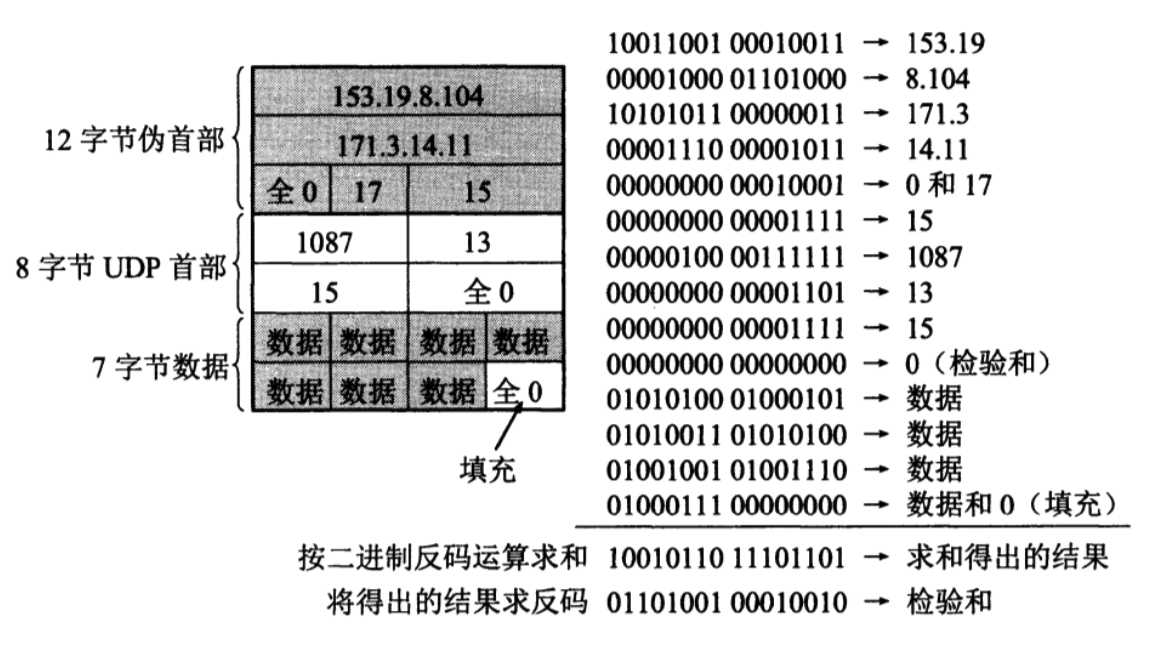 12 字节伪首部
8 字节 UDP 首部
7 字节数据
153.19.8.104
171.3.14.11
全 0 17 15
1087 13
15 全 0
数据 数据 数据 数据
数据 数据 数据 全 0
填充
10011001 00010011 → 153.19
00001000 01101000 → 8.104
10101011 00000011 → 171.3
00001110 00001011 → 14.11
00000000 00010001 → 0 和 17
00000000 00001111 → 15
00000100 00111111 → 1087
00000000 00001101 → 13
00000000 00001111 → 15
00000000 00000000 → 0（检验和）
01010100 01000101 → 数据
01010011 01010100 → 数据
01001001 01001110 → 数据
01000111 00000000 → 数据和 0（填充）
按二进制反码运算求和 10010110 11101101 → 求和得出的结果
将得出的结果求反码 01101001 00010010 → 检验和